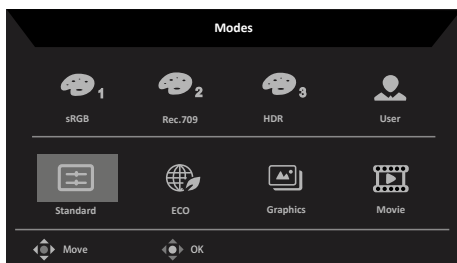 Modes
1 2 3
sRGB Rec.709 HDR User
Standard ECO Graphics Movie
Move OK